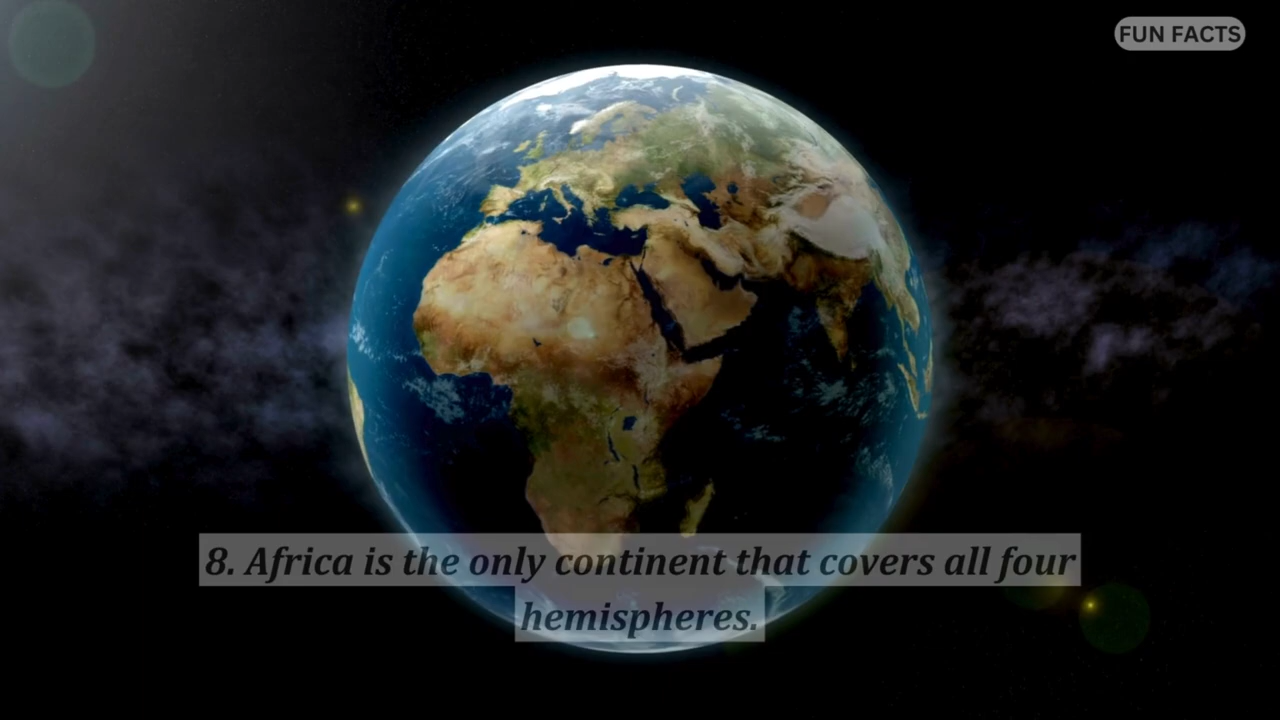 FUN FACTS
8. Africa is the only continent that covers all four
hemispheres.